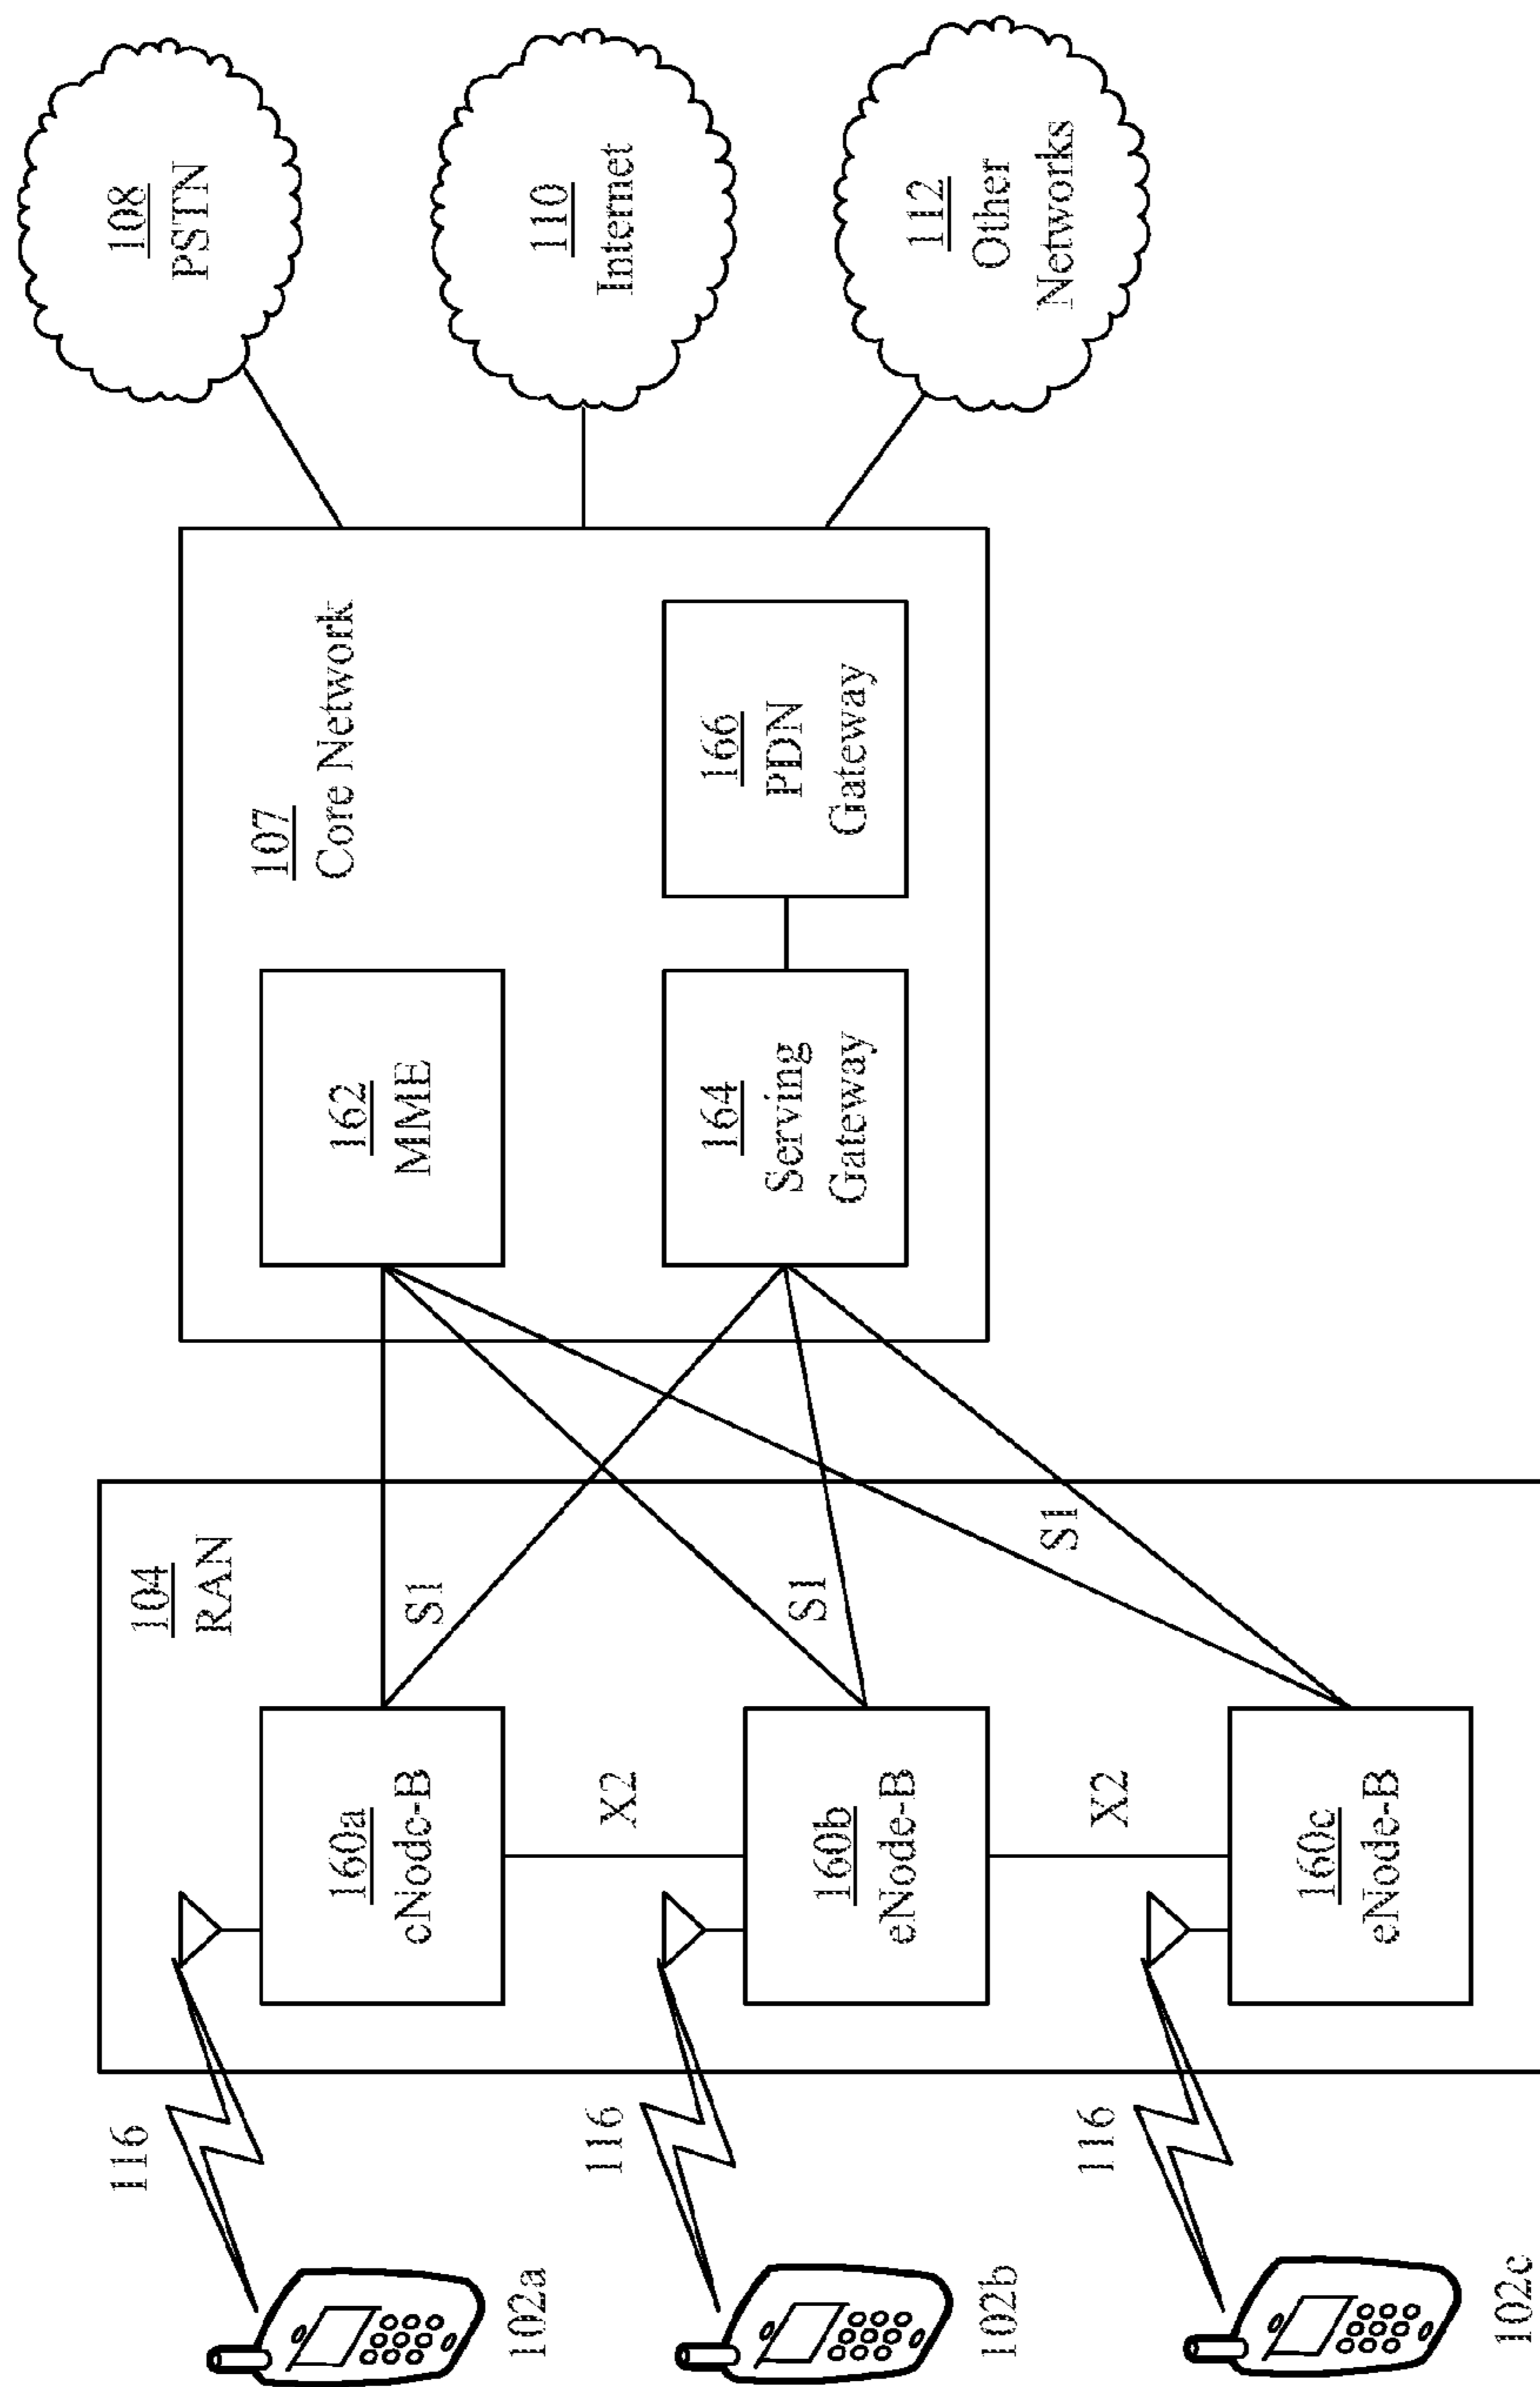 108
PSTN
110
Internet
112
Other
Networks
107
Core Network
162
MME
164
Serving
Gateway
166
PDN
Gateway
104
RAN
S1
S1
S1
160a
eNode-B
X2
160b
eNode-B
X2
160c
eNode-B
116
116
116
102a
102b
102c